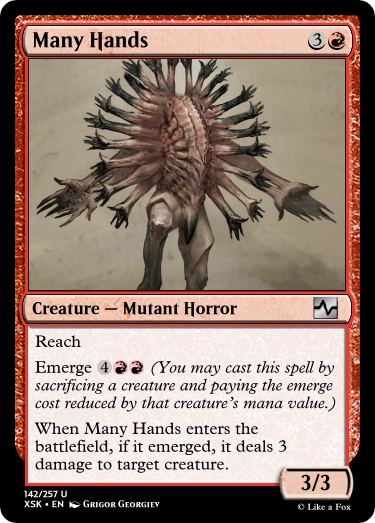 Many Hands 3
Creature — Mutant Horror
Reach
Emerge 4 (You may cast this spell by
sacrificing a creature and paying the emerge
cost reduced by that creature's mana value.)
When Many Hands enters the
battlefield, if it emerged, it deals 3
damage to target creature.
3/3
142/257 U
XSK • EN Grigor Georgiev
© Like a Fox